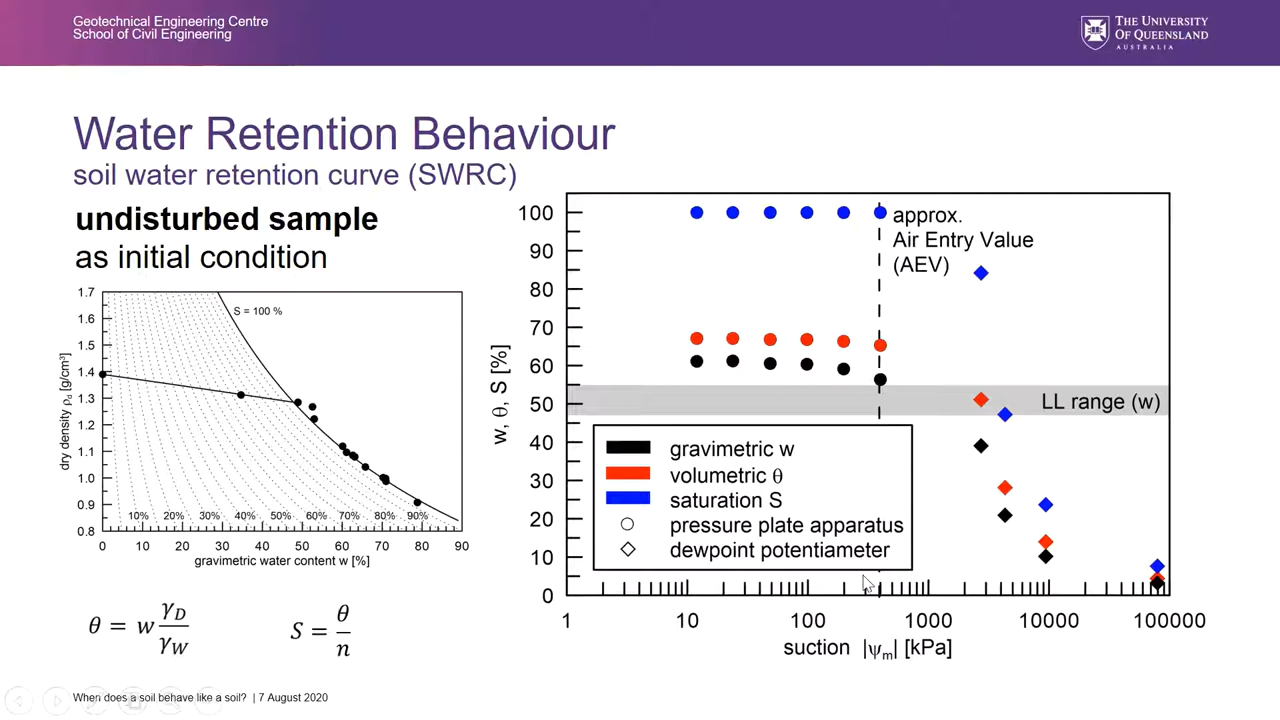 Geotechnical Engineering Centre
School of Civil Engineering
THE UNIVERSITY
OF QUEENSLAND
AUSTRALIA
Water Retention Behaviour
soil water retention curve (SWRC)
undisturbed sample
as initial condition
1.7
1.6
1.5
1.4
1.3
1.2
1.1
1.0
0.9
0.8
dry density ρd [g/cm³]
S = 100 %
10% 20% 30% 40% 50% 60% 70% 80% 90%
0 10 20 30 40 50 60 70 80 90
gravimetric water content w [%]
θ = w γD/γW
S = θ/n
100
90
80
70
60
50
40
30
20
10
0
w, θ, S [%]
approx.
Air Entry Value
(AEV)
LL range (w)
gravimetric w
volumetric θ
saturation S
pressure plate apparatus
dewpoint potentiameter
1 10 100 1000 10000 100000
suction |ψm| [kPa]
When does a soil behave like a soil? | 7 August 2020